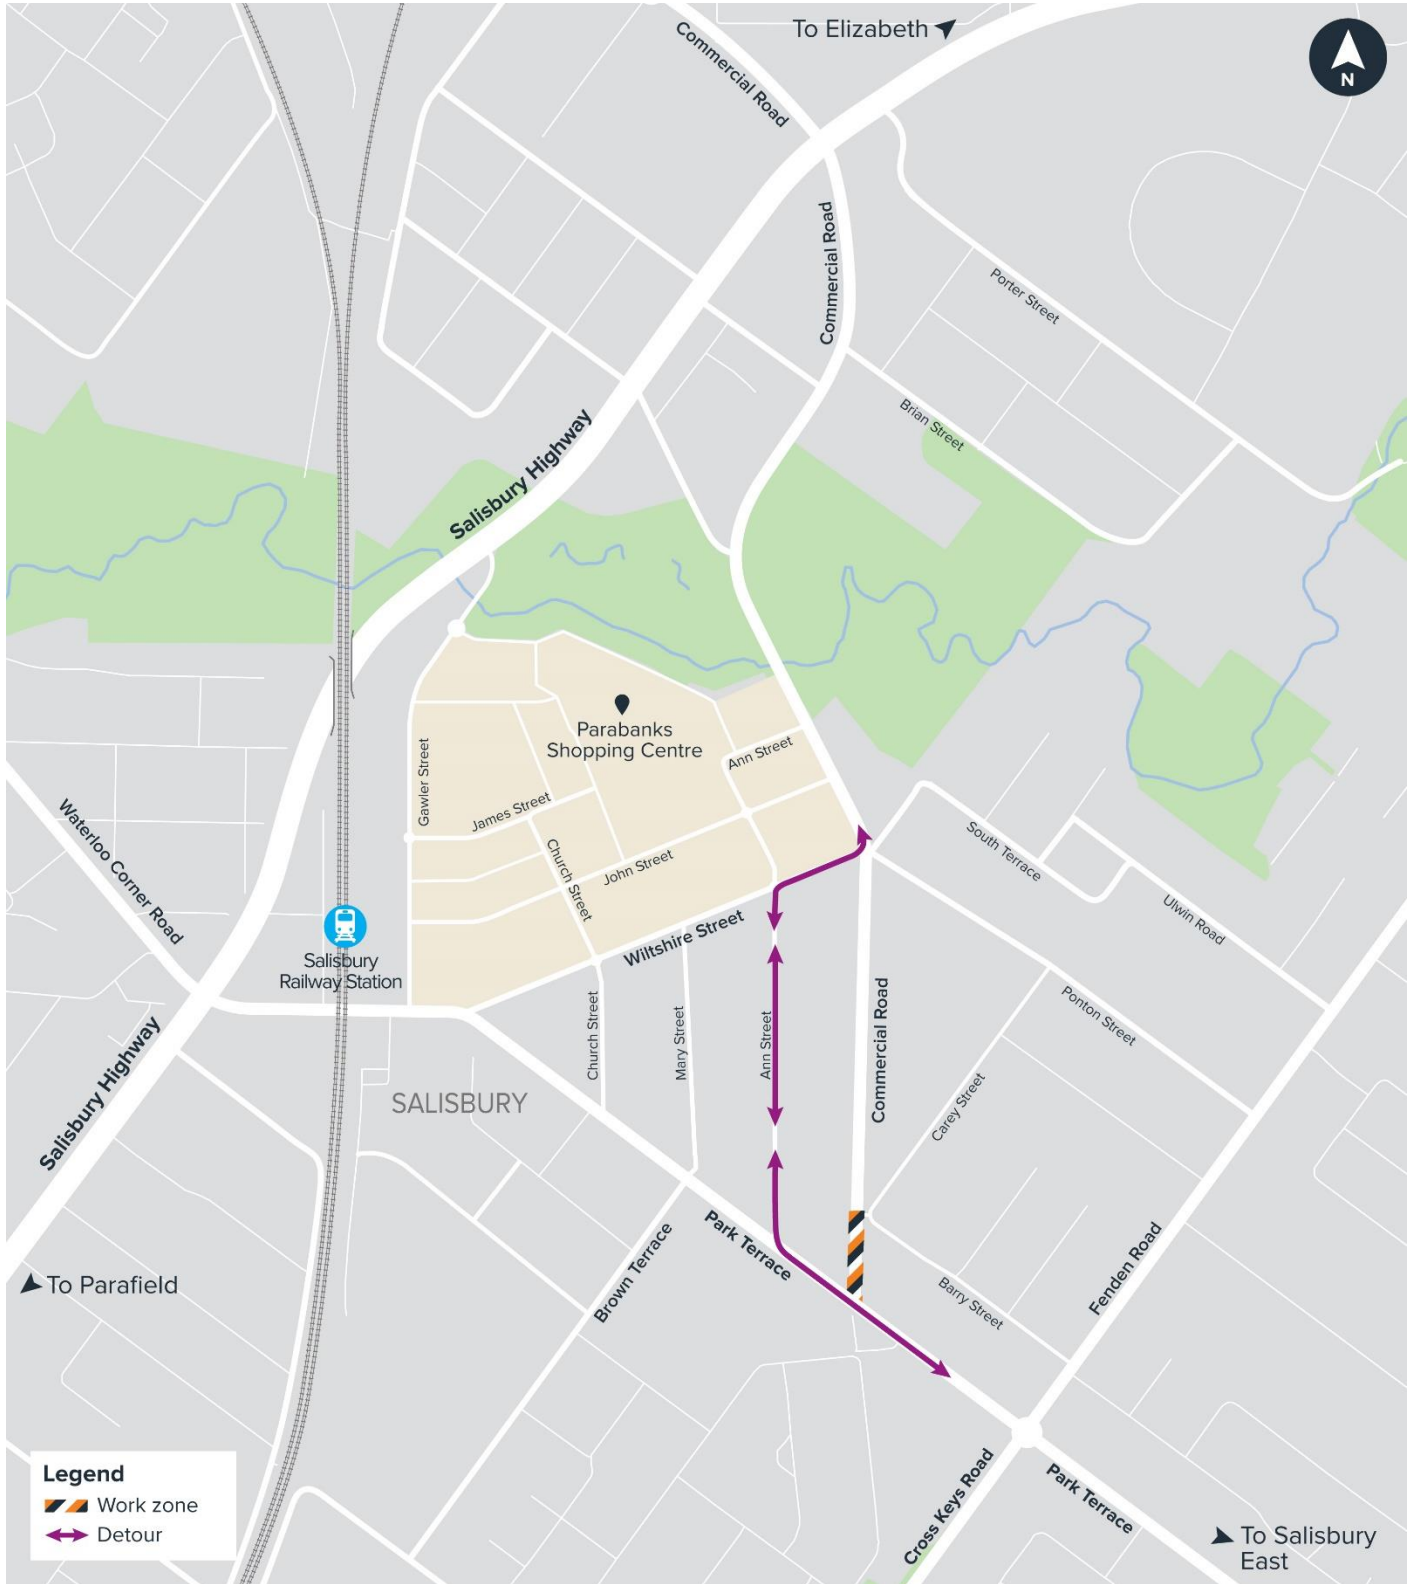 To Elizabeth
N
Commercial Road
Commercial Road
Porter Street
Brian Street
Salisbury Highway
Parabanks
Shopping Centre
Ann Street
Gawler Street
James Street
Church Street
John Street
South Terrace
Ulwin Road
Waterloo Corner Road
Wiltshire Street
Salisbury
Railway Station
Ponton Street
Church Street
Mary Street
Ann Street
Commercial Road
Carey Street
Salisbury Highway
SALISBURY
Park Terrace
Brown Terrace
Barry Street
Fenden Road
To Parafield
Legend
Work zone
Detour
Cross Keys Road
Park Terrace
To Salisbury
East